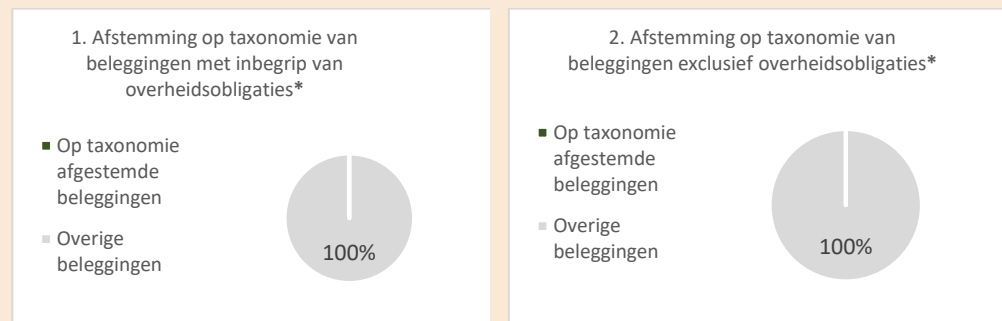 1. Afstemming op taxonomie van
beleggingen met inbegrip van
overheidsobligaties*
Op taxonomie
afgestemde
beleggingen
Overige
beleggingen
100%
2. Afstemming op taxonomie van
beleggingen exclusief overheidsobligaties*
Op taxonomie
afgestemde
beleggingen
Overige
beleggingen
100%